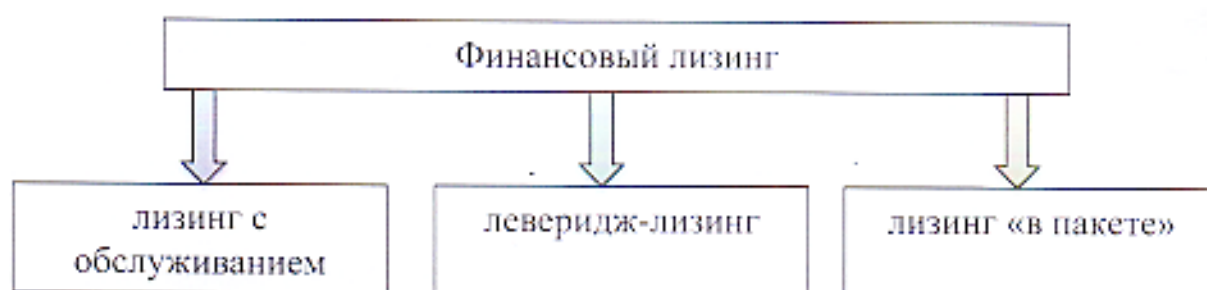 Финансовый лизинг
лизинг с
обслуживанием
леверидж-лизинг
лизинг «в пакете»